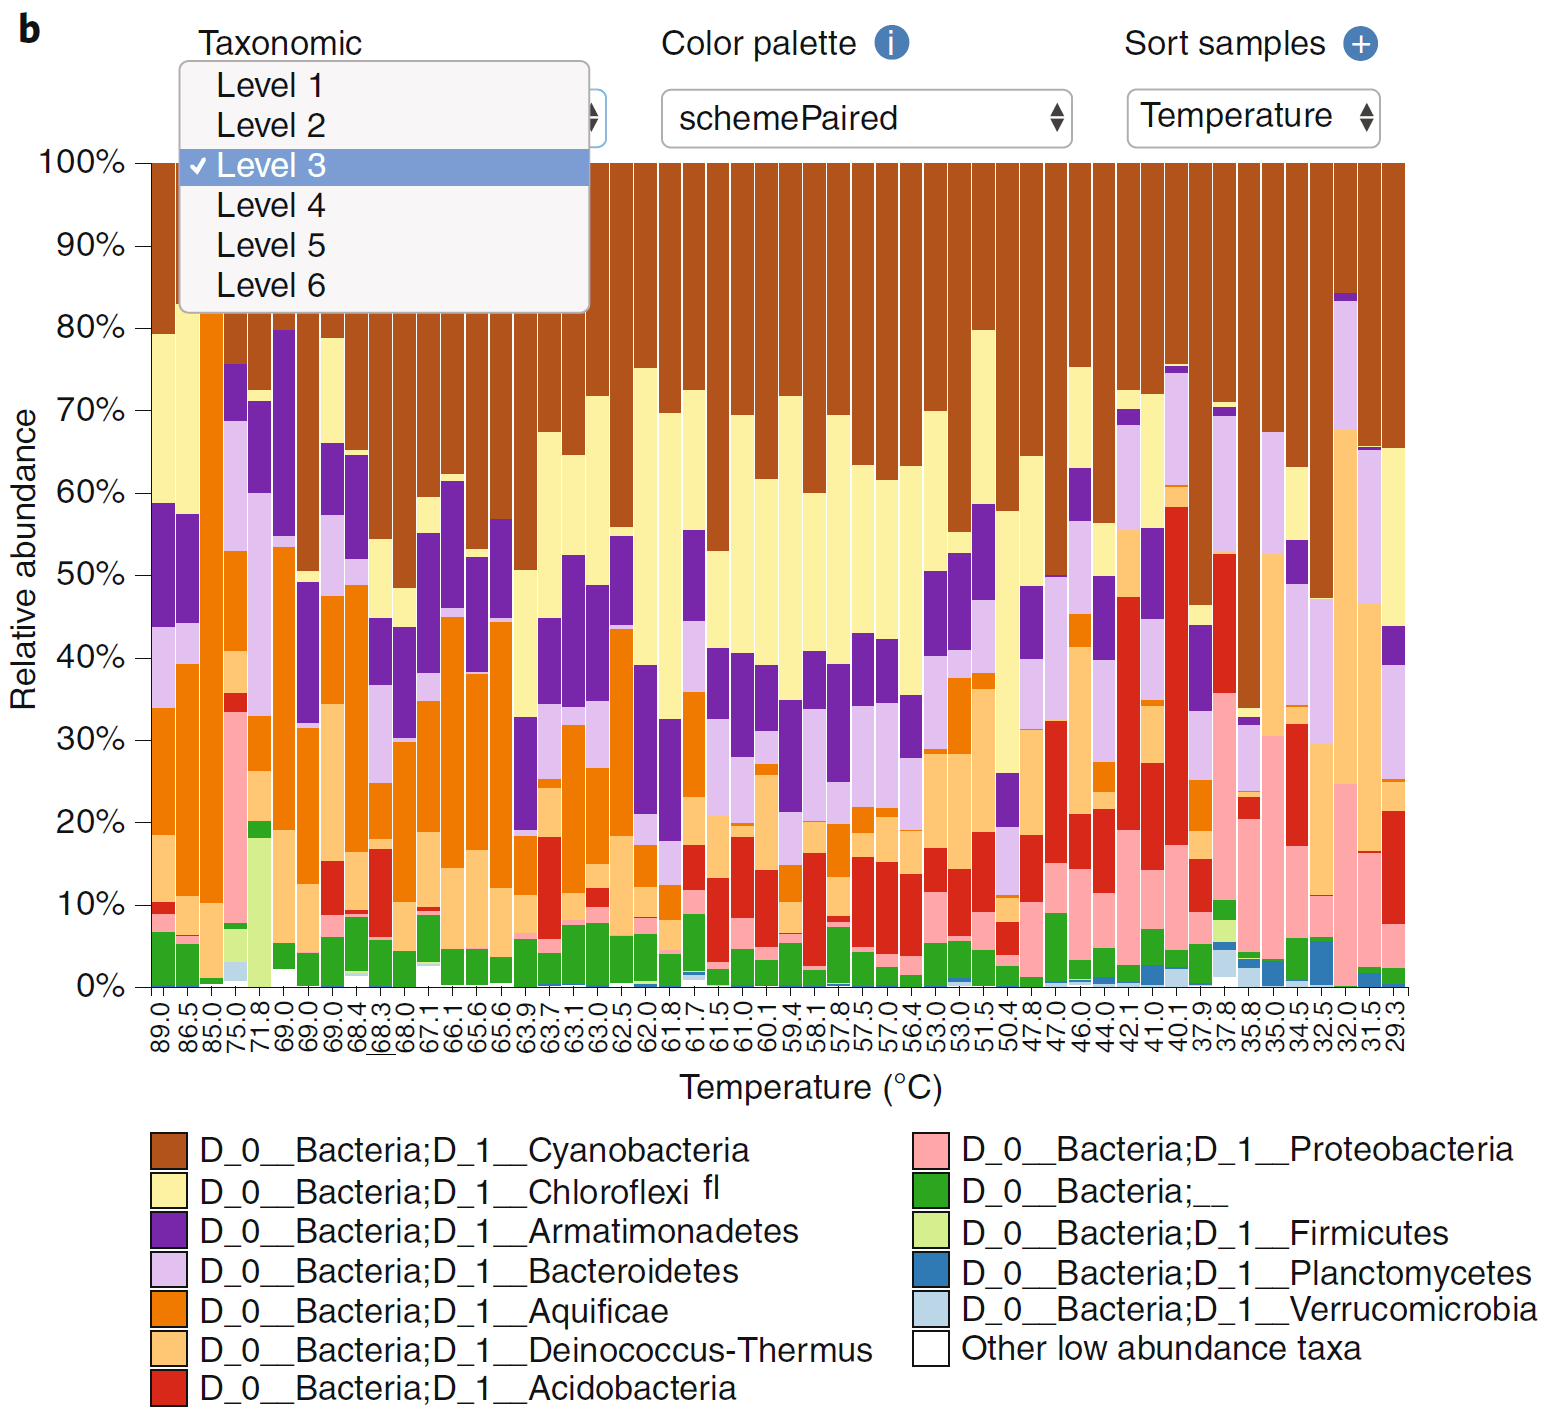 b
Taxonomic
Color palette i
Sort samples +
Level 1
Level 2
Level 3
Level 4
Level 5
Level 6
schemePaired
Temperature
100%
90%
80%
70%
60%
50%
40%
30%
20%
10%
0%
Relative abundance
89.0 86.5 85.0 75.0 71.8 69.0 69.0 69.0 68.4 68.3 68.0 67.1 66.1 65.6 65.6 63.9 63.7 63.1 63.0 62.5 62.0 61.8 61.7 61.5 61.0 60.1 59.4 58.1 57.8 57.5 57.0 56.4 53.0 53.0 51.5 50.4 47.8 47.0 46.0 44.0 42.1 41.0 40.1 37.9 37.8 35.8 35.0 34.5 32.5 32.0 31.5 29.3
Temperature (°C)
D_0__Bacteria;D_1__Cyanobacteria
D_0__Bacteria;D_1__Chloroflexi fl
D_0__Bacteria;D_1__Armatimonadetes
D_0__Bacteria;D_1__Bacteroidetes
D_0__Bacteria;D_1__Aquificae
D_0__Bacteria;D_1__Deinococcus-Thermus
D_0__Bacteria;D_1__Acidobacteria
D_0__Bacteria;D_1__Proteobacteria
D_0__Bacteria;__
D_0__Bacteria;D_1__Firmicutes
D_0__Bacteria;D_1__Planctomycetes
D_0__Bacteria;D_1__Verrucomicrobia
Other low abundance taxa